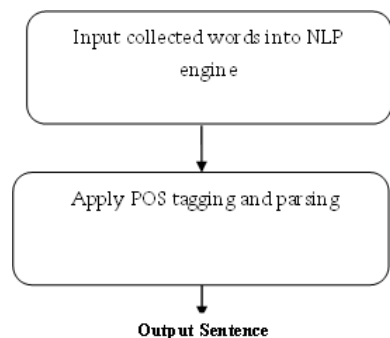 Input collected words into NLP
engine
Apply POS tagging and parsing
Output Sentence